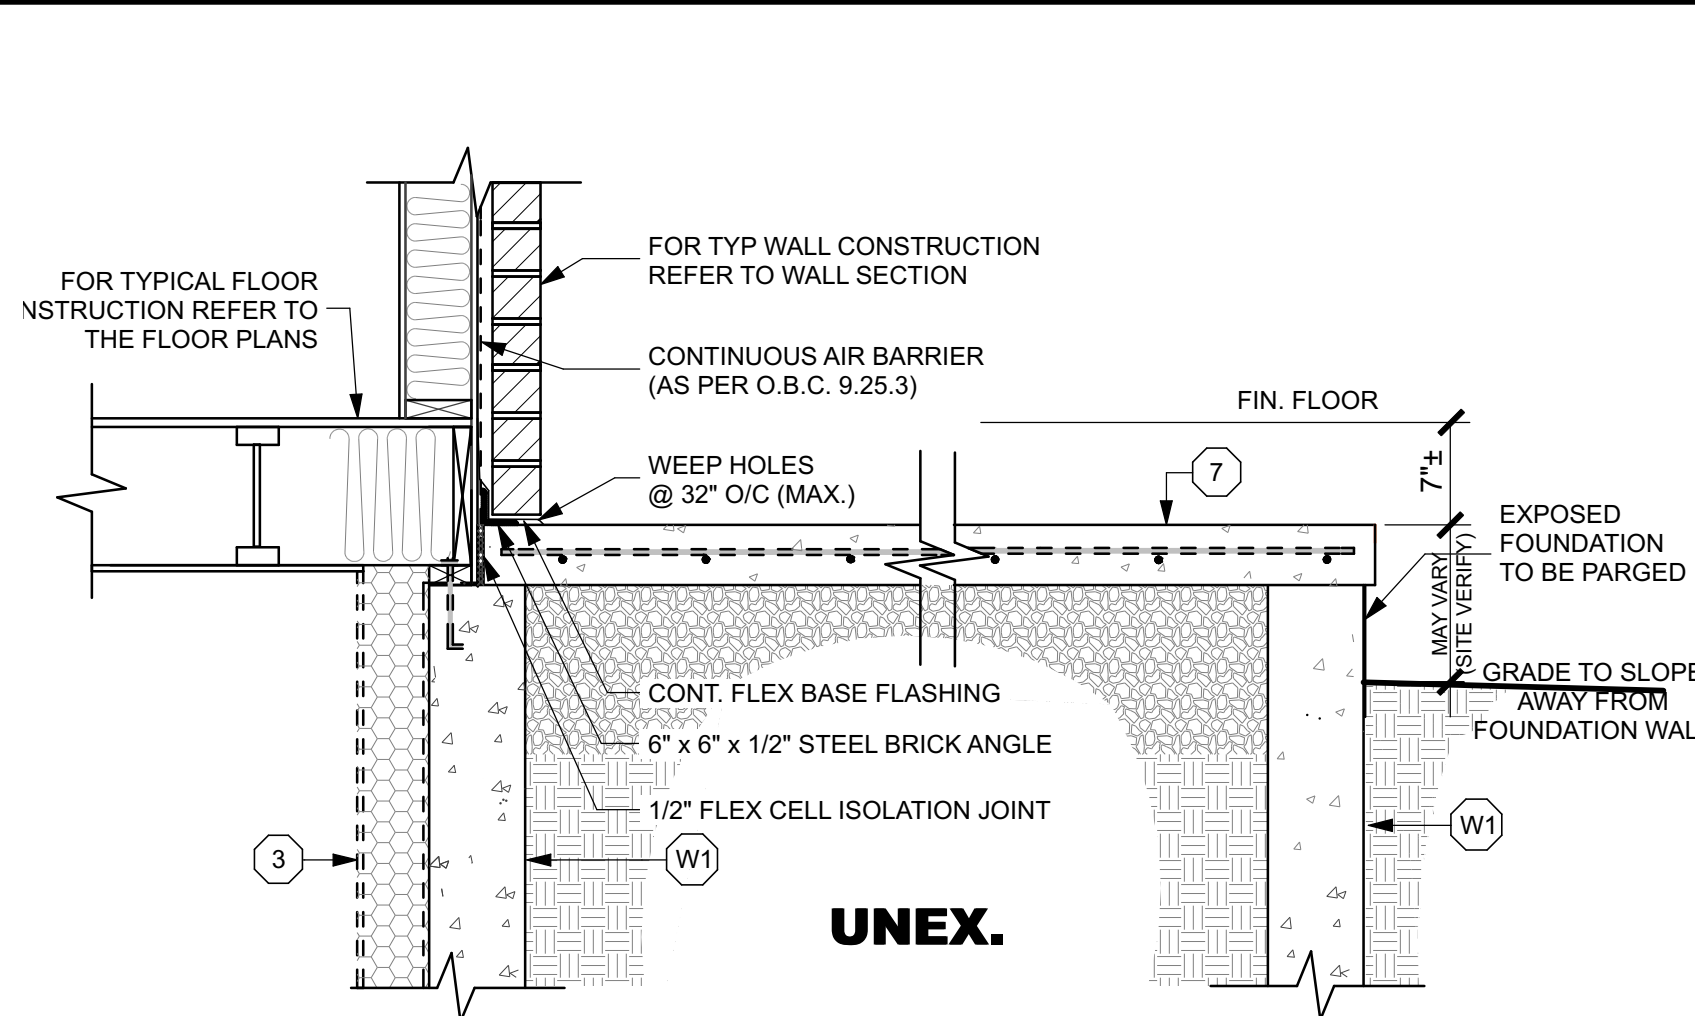 FOR TYP WALL CONSTRUCTION
REFER TO WALL SECTION
FOR TYPICAL FLOOR
NSTRUCTION REFER TO
THE FLOOR PLANS
CONTINUOUS AIR BARRIER
(AS PER O.B.C. 9.25.3)
FIN. FLOOR
WEEP HOLES
@ 32" O/C (MAX.)
7
7"±
EXPOSED
FOUNDATION
TO BE PARGED
MAY VARY
(SITE VERIFY)
GRADE TO SLOPE
AWAY FROM
FOUNDATION WAL
CONT. FLEX BASE FLASHING
6" x 6" x 1/2" STEEL BRICK ANGLE
1/2" FLEX CELL ISOLATION JOINT
3
W1
W1
UNEX.